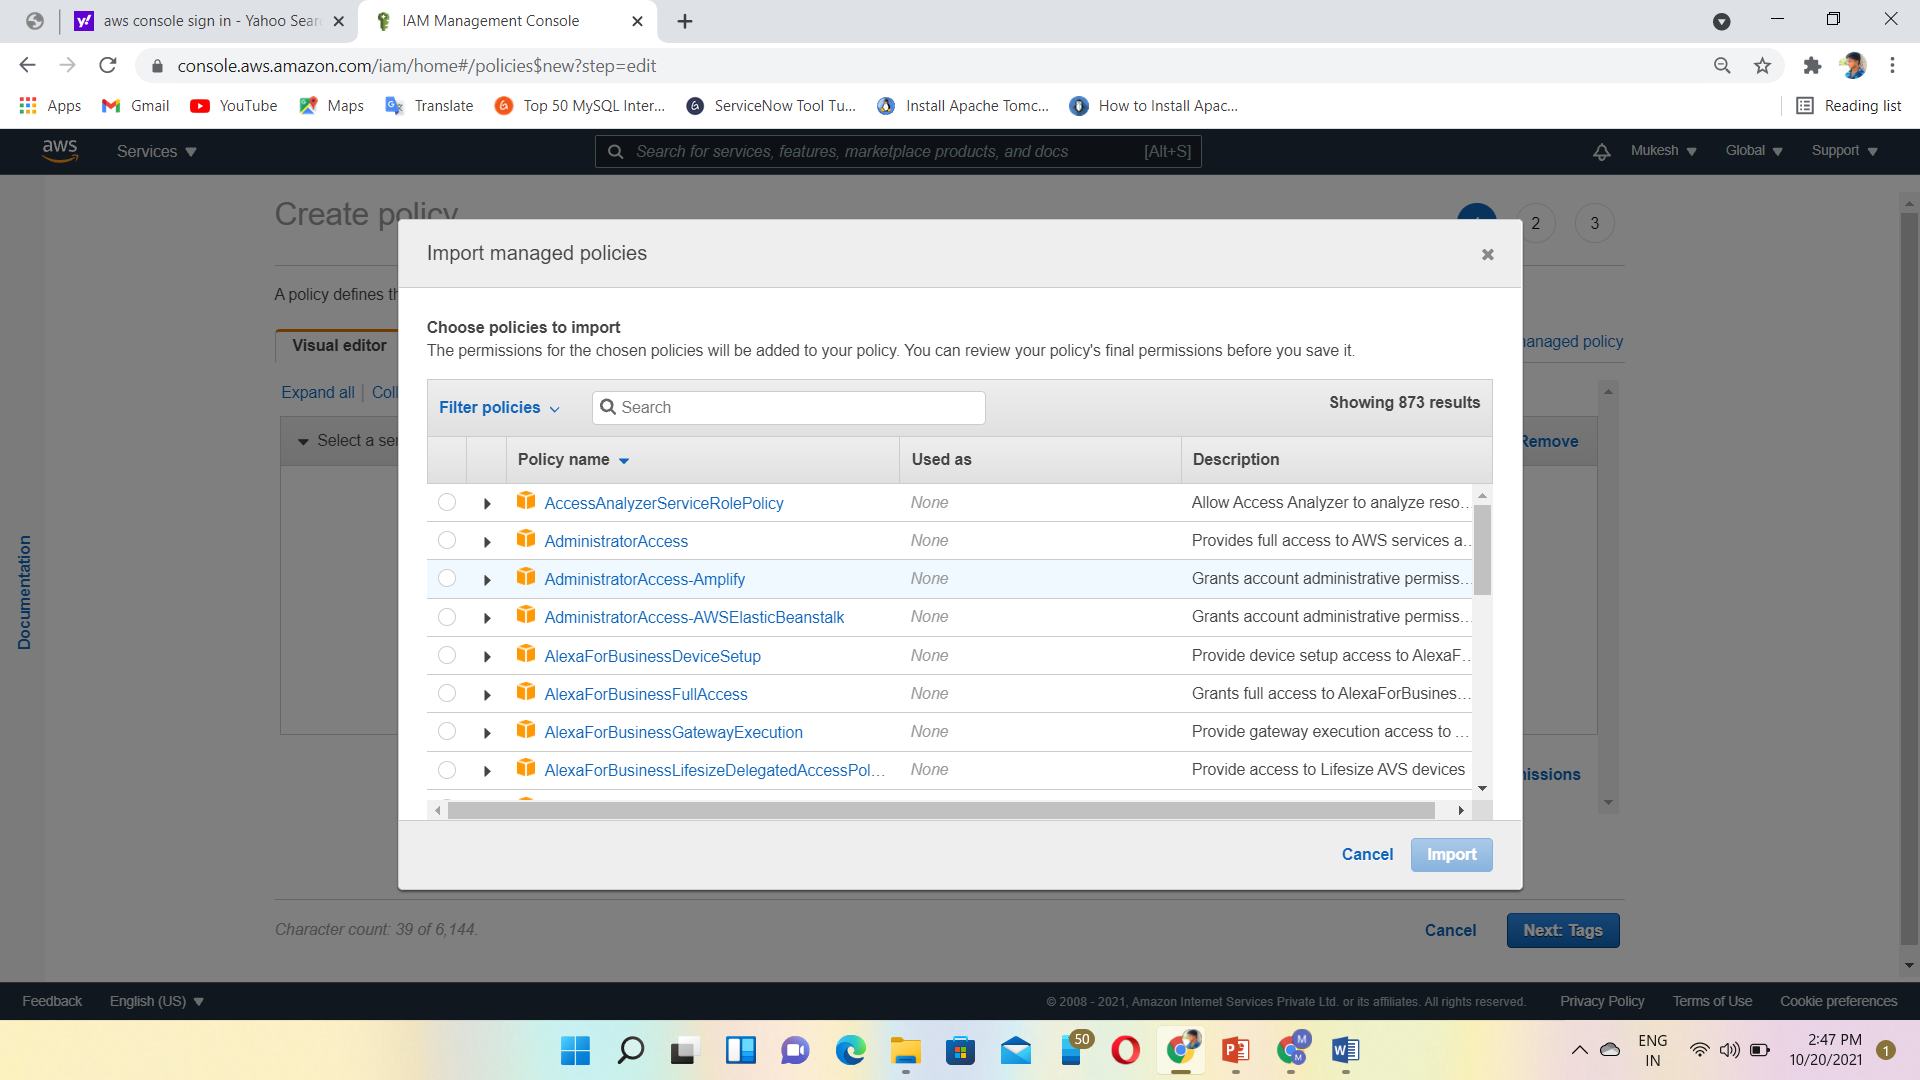 aws console sign in - Yahoo Sear
IAM Management Console
console.aws.amazon.com/iam/home#/policies$new?step=edit
Apps
Gmail
YouTube
Maps
Translate
Top 50 MySQL Inter...
ServiceNow Tool Tu...
Install Apache Tomc...
How to Install Apac...
Reading list
aws
Services
Search for services, features, marketplace products, and docs
[Alt+S]
Mukesh
Global
Support
Create policy
2
3
Import managed policies
A policy defines th
Choose policies to import
The permissions for the chosen policies will be added to your policy. You can review your policy's final permissions before you save it.
Visual editor
anaged policy
Expand all
Coll
Filter policies
Search
Showing 873 results
Select a ser
Remove
Policy name
Used as
Description
AccessAnalyzerServiceRolePolicy None Allow Access Analyzer to analyze reso...
AdministratorAccess None Provides full access to AWS services a...
AdministratorAccess-Amplify None Grants account administrative permiss...
AdministratorAccess-AWSElasticBeanstalk None Grants account administrative permiss...
AlexaForBusinessDeviceSetup None Provide device setup access to AlexaF...
AlexaForBusinessFullAccess None Grants full access to AlexaForBusines...
AlexaForBusinessGatewayExecution None Provide gateway execution access to ...
AlexaForBusinessLifesizeDelegatedAccessPol... None Provide access to Lifesize AVS devices
Documentation
issions
Cancel
Import
Character count: 39 of 6,144.
Cancel
Next: Tags
Feedback
English (US)
© 2008 - 2021, Amazon Internet Services Private Ltd. or its affiliates. All rights reserved.
Privacy Policy
Terms of Use
Cookie preferences
50
M
M
ENG
IN
2:47 PM
10/20/2021
1